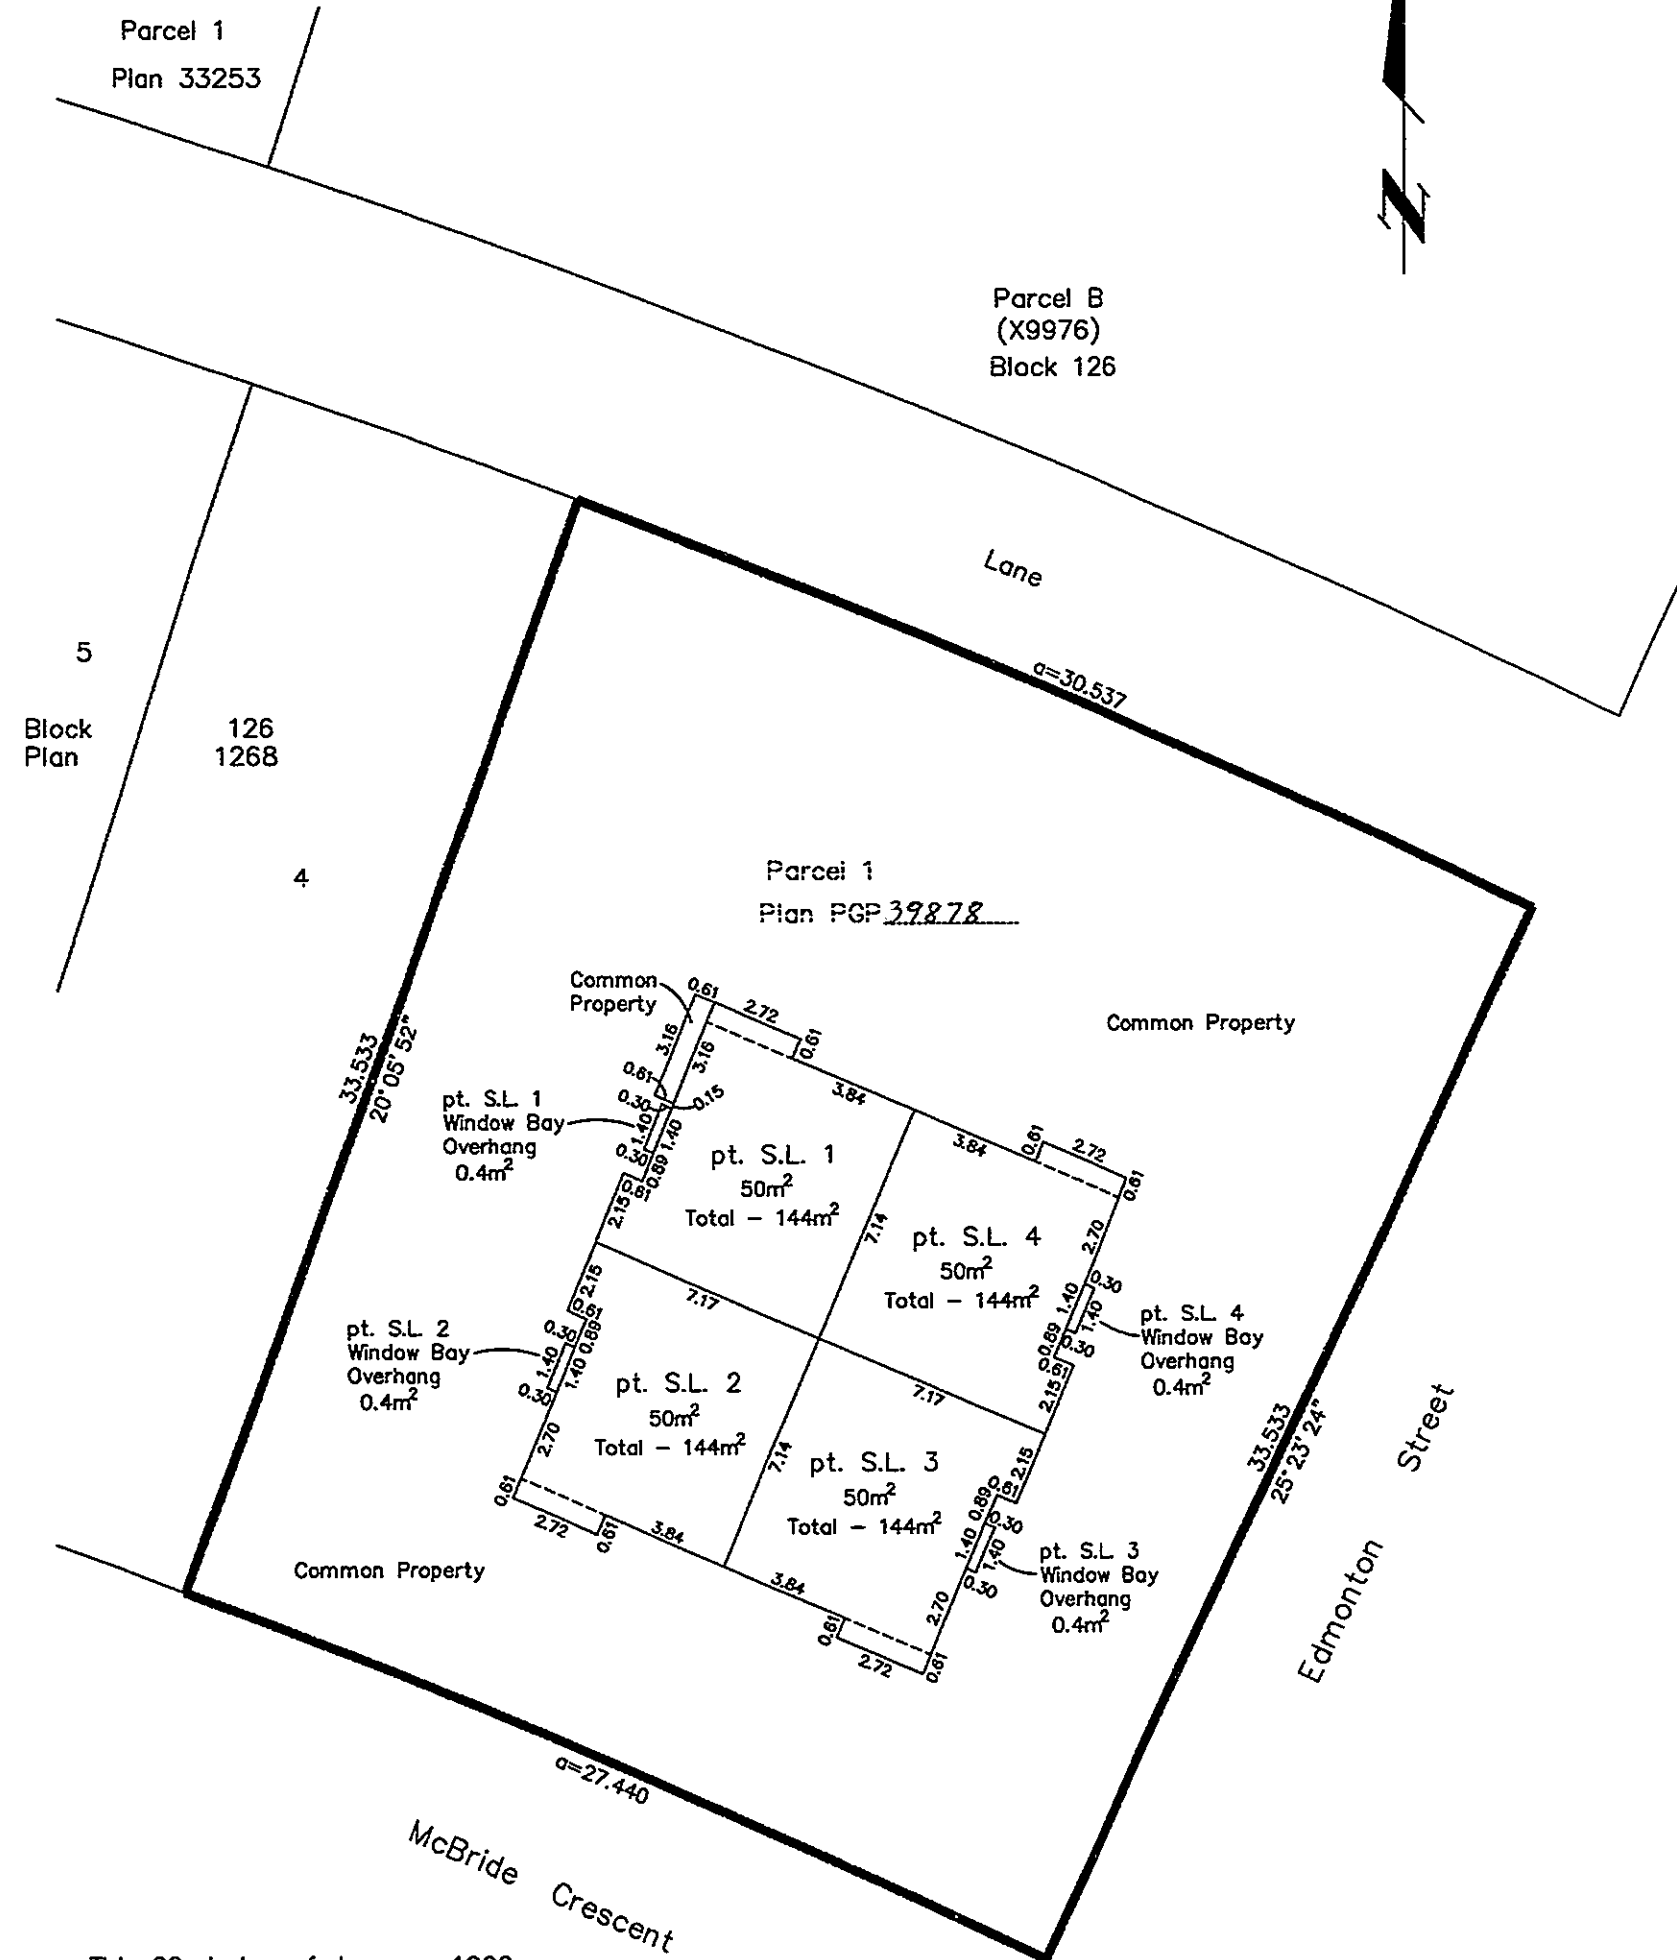 Parcel 1
Plan 33253
N
Parcel B
(X9976)
Block 126
Lane
a=30.537
5
Block 126
Plan 1268
4
Parcel 1
Plan PGP 39878
Common
Property
Common Property
0.61
2.72
0.61
3.16
3.16
0.61
0.15
0.30
1.40
1.40
0.30
0.89
0.61
2.15
3.84
3.84
0.61
2.72
0.61
33.533
20°05'52"
pt. S.L. 1
Window Bay
Overhang
0.4m²
pt. S.L. 1
50m²
Total – 144m²
7.14
pt. S.L. 4
50m²
Total – 144m²
2.70
0.30
1.40
1.40
0.30
0.89
0.61
2.15
pt. S.L. 4
Window Bay
Overhang
0.4m²
2.15
0.61
0.30
0.89
1.40
1.40
0.30
2.70
7.17
7.17
pt. S.L. 2
Window Bay
Overhang
0.4m²
pt. S.L. 2
50m²
Total – 144m²
7.14
pt. S.L. 3
50m²
Total – 144m²
2.15
0.61
0.89
0.30
1.40
1.40
0.30
2.70
pt. S.L. 3
Window Bay
Overhang
0.4m²
0.61
2.72
0.61
3.84
3.84
0.61
2.72
0.61
33.533
25°23'24"
Edmonton Street
Common Property
a=27.440
McBride Crescent